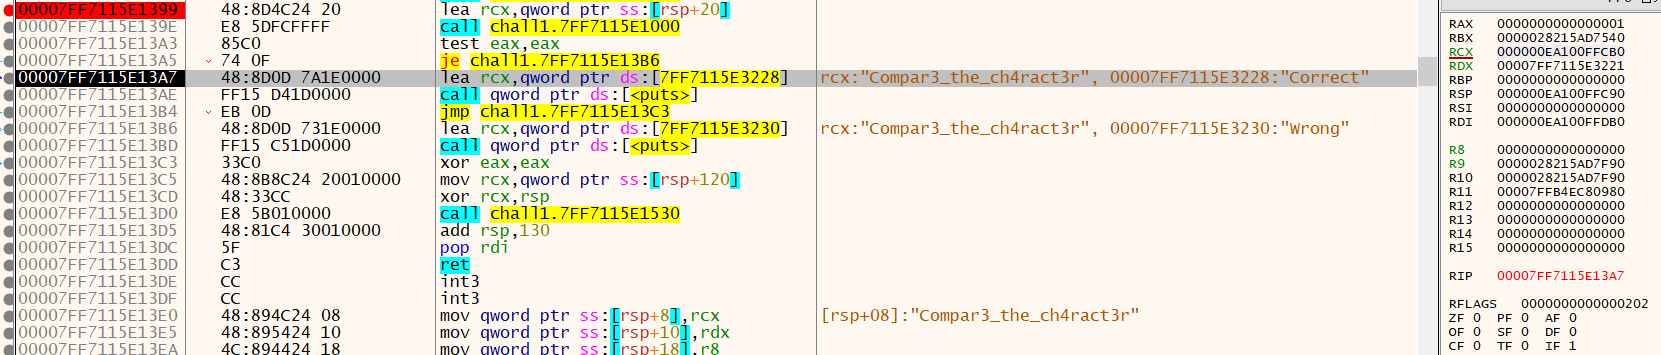 00007FF7115E1399 48:8D4C24 20 lea rcx,qword ptr ss:[rsp+20]
00007FF7115E139E E8 5DFCFFFF call chall1.7FF7115E1000
00007FF7115E13A3 85C0 test eax,eax
00007FF7115E13A5 74 0F je chall1.7FF7115E13B6
00007FF7115E13A7 48:8D0D 7A1E0000 lea rcx,qword ptr ds:[7FF7115E3228] rcx:"Compar3_the_ch4ract3r", 00007FF7115E3228:"Correct"
00007FF7115E13AE FF15 D41D0000 call qword ptr ds:[<puts>]
00007FF7115E13B4 EB 0D jmp chall1.7FF7115E13C3
00007FF7115E13B6 48:8D0D 731E0000 lea rcx,qword ptr ds:[7FF7115E3230] rcx:"Compar3_the_ch4ract3r", 00007FF7115E3230:"Wrong"
00007FF7115E13BD FF15 C51D0000 call qword ptr ds:[<puts>]
00007FF7115E13C3 33C0 xor eax,eax
00007FF7115E13C5 48:8B8C24 20010000 mov rcx,qword ptr ss:[rsp+120]
00007FF7115E13CD 48:33CC xor rcx,rsp
00007FF7115E13D0 E8 5B010000 call chall1.7FF7115E1530
00007FF7115E13D5 48:81C4 30010000 add rsp,130
00007FF7115E13DC 5F pop rdi
00007FF7115E13DD C3 ret
00007FF7115E13DE CC int3
00007FF7115E13DF CC int3
00007FF7115E13E0 48:894C24 08 mov qword ptr ss:[rsp+8],rcx [rsp+08]:"Compar3_the_ch4ract3r"
00007FF7115E13E5 48:895424 10 mov qword ptr ss:[rsp+10],rdx
00007FF7115E13EA 4C:894424 18 mov qword ptr ss:[rsp+18],r8
RAX 0000000000000001
RBX 0000028215AD7540
RCX 000000EA100FFCB0
RDX 00007FF7115E3221
RBP 0000000000000000
RSP 000000EA100FFC90
RSI 0000000000000000
RDI 000000EA100FFDB0
R8 0000000000000000
R9 0000028215AD7F90
R10 0000028215AD7F90
R11 00007FFB4EC80980
R12 0000000000000000
R13 0000000000000000
R14 0000000000000000
R15 0000000000000000
RIP 00007FF7115E13A7
RFLAGS 0000000000000202
ZF 0 PF 0 AF 0
OF 0 SF 0 DF 0
CF 0 TF 0 IF 1